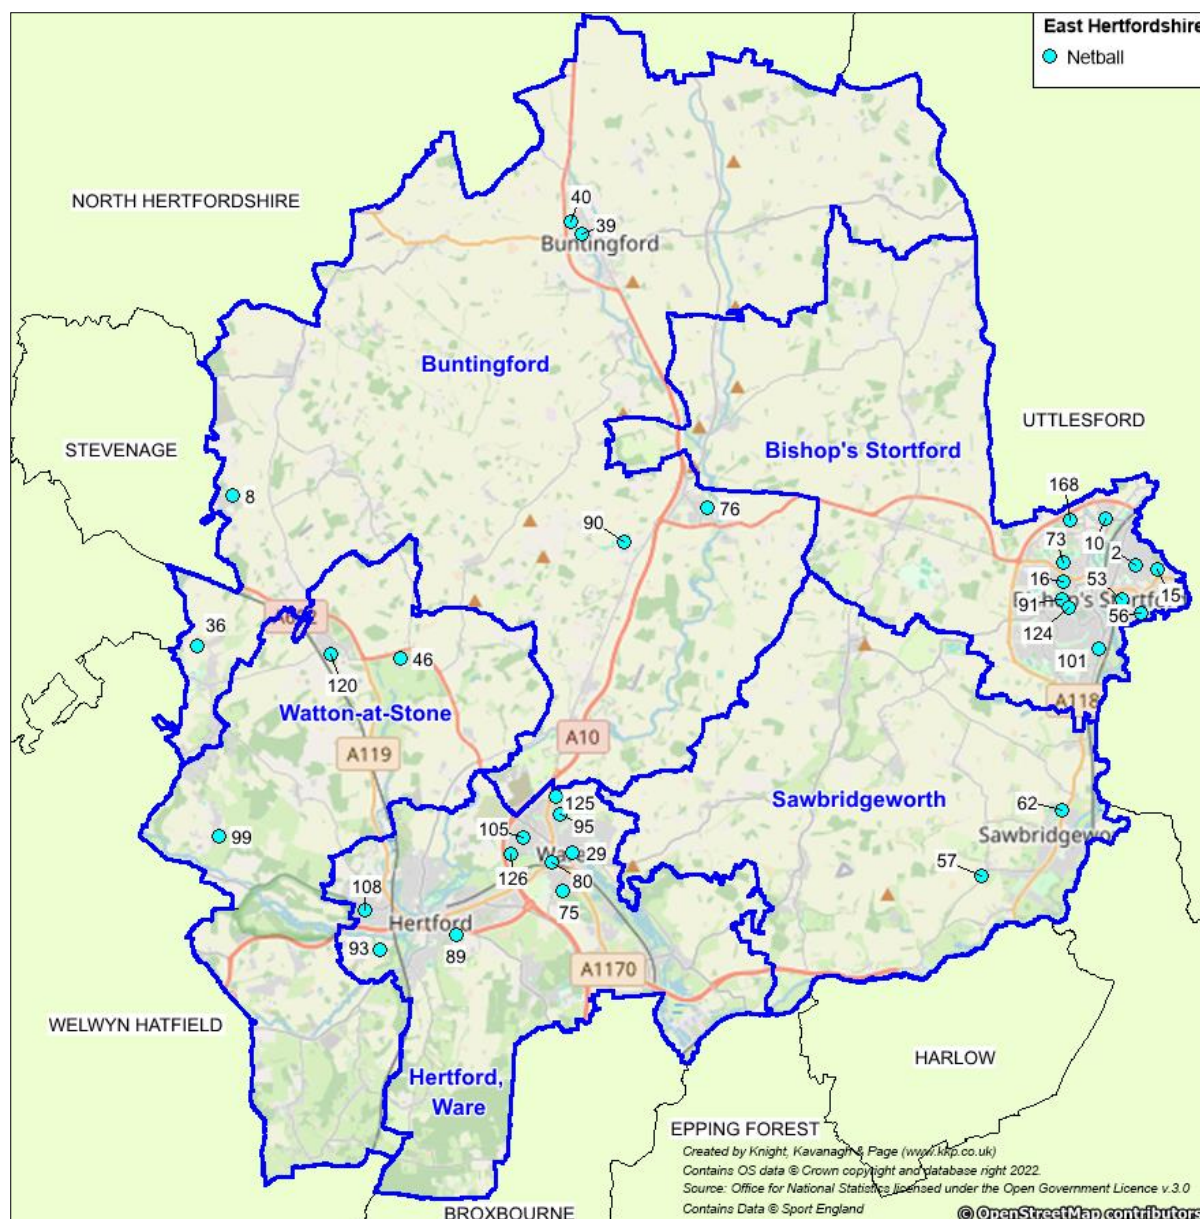 East Hertfordshire
Netball
NORTH HERTFORDSHIRE
40
39
Buntingford
Buntingford
STEVENAGE
UTTLESFORD
Bishop's Stortford
8
76
90
168
10
73
2
16
53
15
91
56
124
101
36
120
46
Watton-at-Stone
A10
A119
A118
Sawbridgeworth
125
95
105
62
99
29
126
80
57
75
108
Hertford
93
89
A1170
WELWYN HATFIELD
HARLOW
Hertford,
Ware
EPPING FOREST
Created by Knight, Kavanagh & Page (www.kkp.co.uk)
Contains OS data © Crown copyright and database right 2022.
Source: Office for National Statistics licensed under the Open Government Licence v.3.0
Contains Data © Sport England
BROXBOURNE
© OpenStreetMap contributors